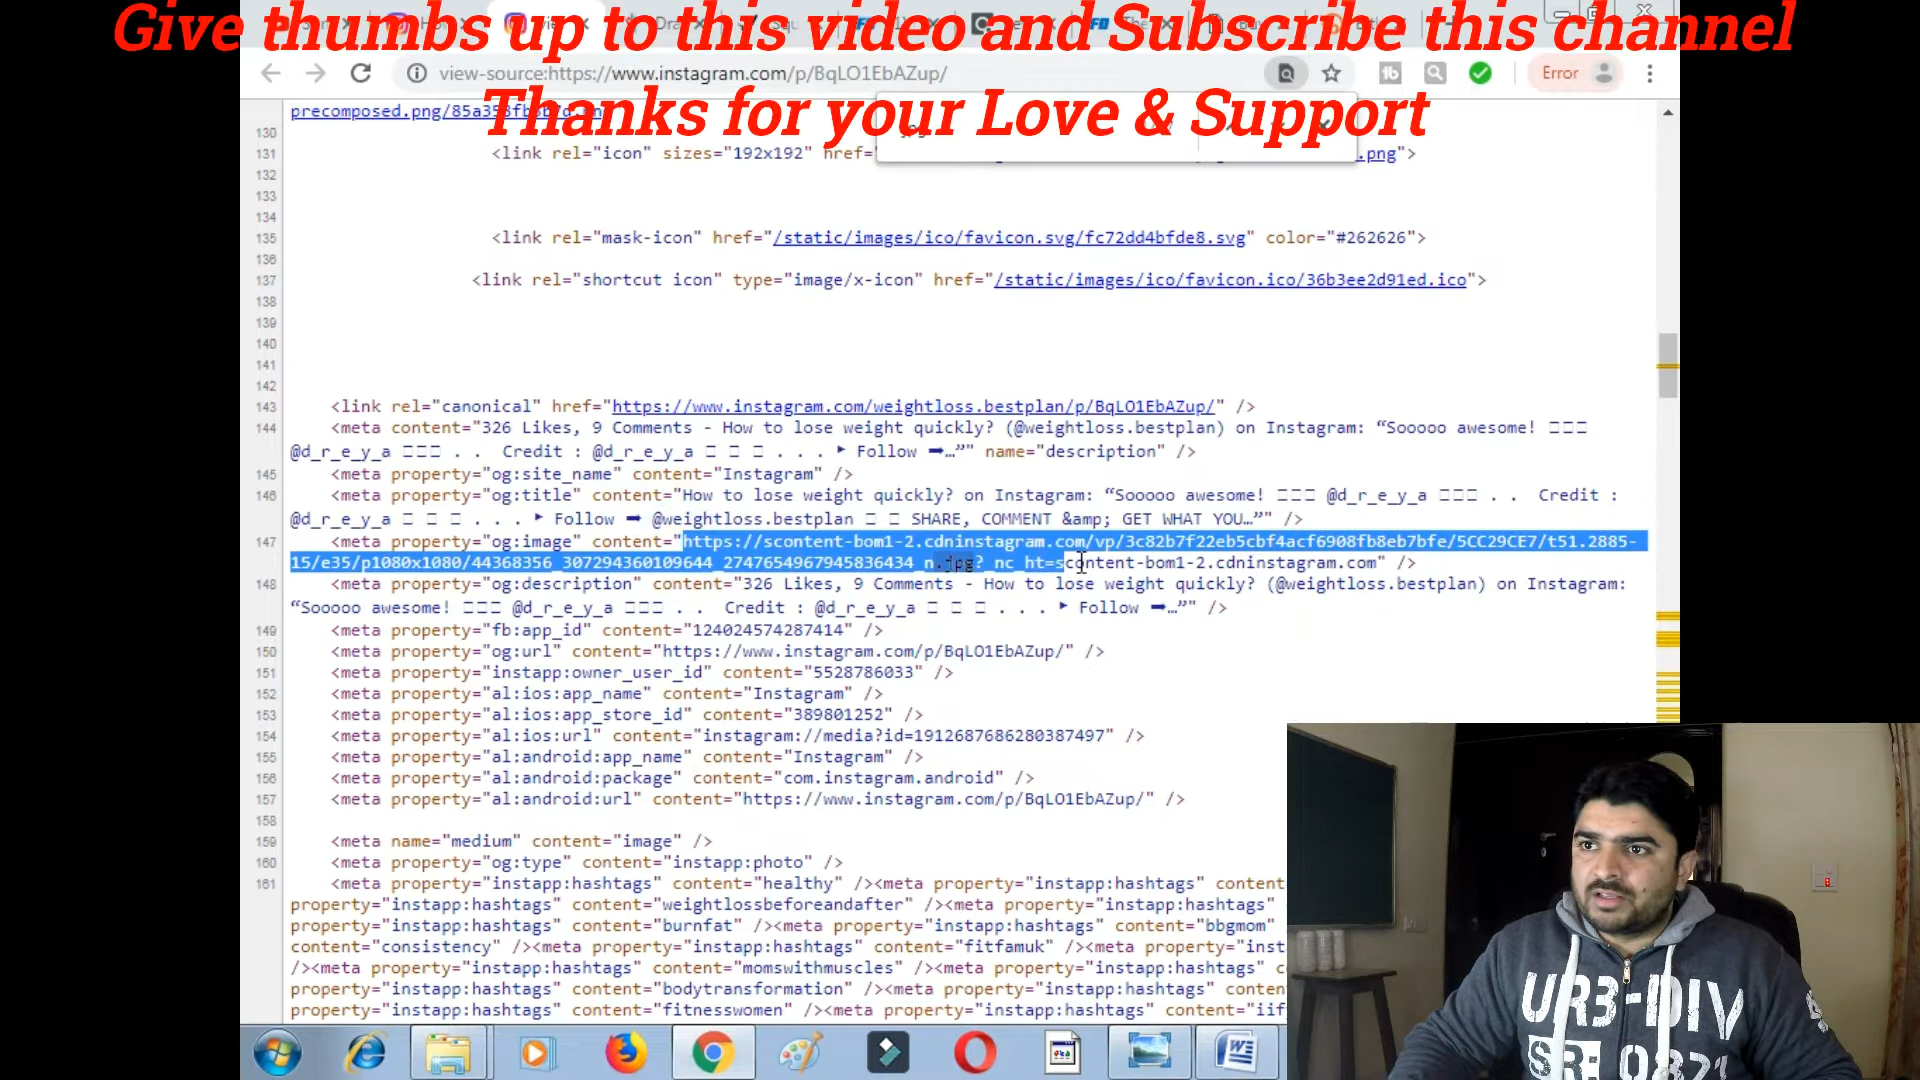 Give thumbs up to this video and Subscribe this channel
view-source:https://www.instagram.com/p/BqLO1EbAZup/
Error
Thanks for your Love & Support
precomposed.png/85a358fb
130
131 <link rel="icon" sizes="192x192" href=
.png">
132
133
134
135 <link rel="mask-icon" href="/static/images/ico/favicon.svg/fc72dd4bfde8.svg" color="#262626">
136
137 <link rel="shortcut icon" type="image/x-icon" href="/static/images/ico/favicon.ico/36b3ee2d91ed.ico">
138
139
140
141
142
143 <link rel="canonical" href="https://www.instagram.com/weightloss.bestplan/p/BqLO1EbAZup/" />
144 <meta content="326 Likes, 9 Comments - How to lose weight quickly? (@weightloss.bestplan) on Instagram: “Sooooo awesome! □□□
@d_r_e_y_a □□□ . . Credit : @d_r_e_y_a □ □ □ . . . ‣ Follow ➡…”" name="description" />
145 <meta property="og:site_name" content="Instagram" />
146 <meta property="og:title" content="How to lose weight quickly? on Instagram: “Sooooo awesome! □□□ @d_r_e_y_a □□□ . . Credit :
@d_r_e_y_a □ □ □ . . . ‣ Follow ➡ @weightloss.bestplan □ □ SHARE, COMMENT &amp; GET WHAT YOU…”" />
147 <meta property="og:image" content="https://scontent-bom1-2.cdninstagram.com/vp/3c82b7f22eb5cbf4acf6908fb8eb7bfe/5CC29CE7/t51.2885-
15/e35/p1080x1080/44368356_307294360109644_2747654967945836434_n.jpg?_nc_ht=scontent-bom1-2.cdninstagram.com" />
148 <meta property="og:description" content="326 Likes, 9 Comments - How to lose weight quickly? (@weightloss.bestplan) on Instagram:
“Sooooo awesome! □□□ @d_r_e_y_a □□□ . . Credit : @d_r_e_y_a □ □ □ . . . ‣ Follow ➡…”" />
149 <meta property="fb:app_id" content="124024574287414" />
150 <meta property="og:url" content="https://www.instagram.com/p/BqLO1EbAZup/" />
151 <meta property="instapp:owner_user_id" content="5528786033" />
152 <meta property="al:ios:app_name" content="Instagram" />
153 <meta property="al:ios:app_store_id" content="389801252" />
154 <meta property="al:ios:url" content="instagram://media?id=1912687686280387497" />
155 <meta property="al:android:app_name" content="Instagram" />
156 <meta property="al:android:package" content="com.instagram.android" />
157 <meta property="al:android:url" content="https://www.instagram.com/p/BqLO1EbAZup/" />
158
159 <meta name="medium" content="image" />
160 <meta property="og:type" content="instapp:photo" />
161 <meta property="instapp:hashtags" content="healthy" /><meta property="instapp:hashtags" content
property="instapp:hashtags" content="weightlossbeforeandafter" /><meta property="instapp:hashtags"
property="instapp:hashtags" content="burnfat" /><meta property="instapp:hashtags" content="bbgmom"
content="consistency" /><meta property="instapp:hashtags" content="fitfamuk" /><meta property="inst
/><meta property="instapp:hashtags" content="momswithmuscles" /><meta property="instapp:hashtags"
property="instapp:hashtags" content="bodytransformation" /><meta property="instapp:hashtags"
property="instapp:hashtags" content="fitnesswomen" /><meta property="instapp:hashtags" content="iif
UR3-DIV
SR: